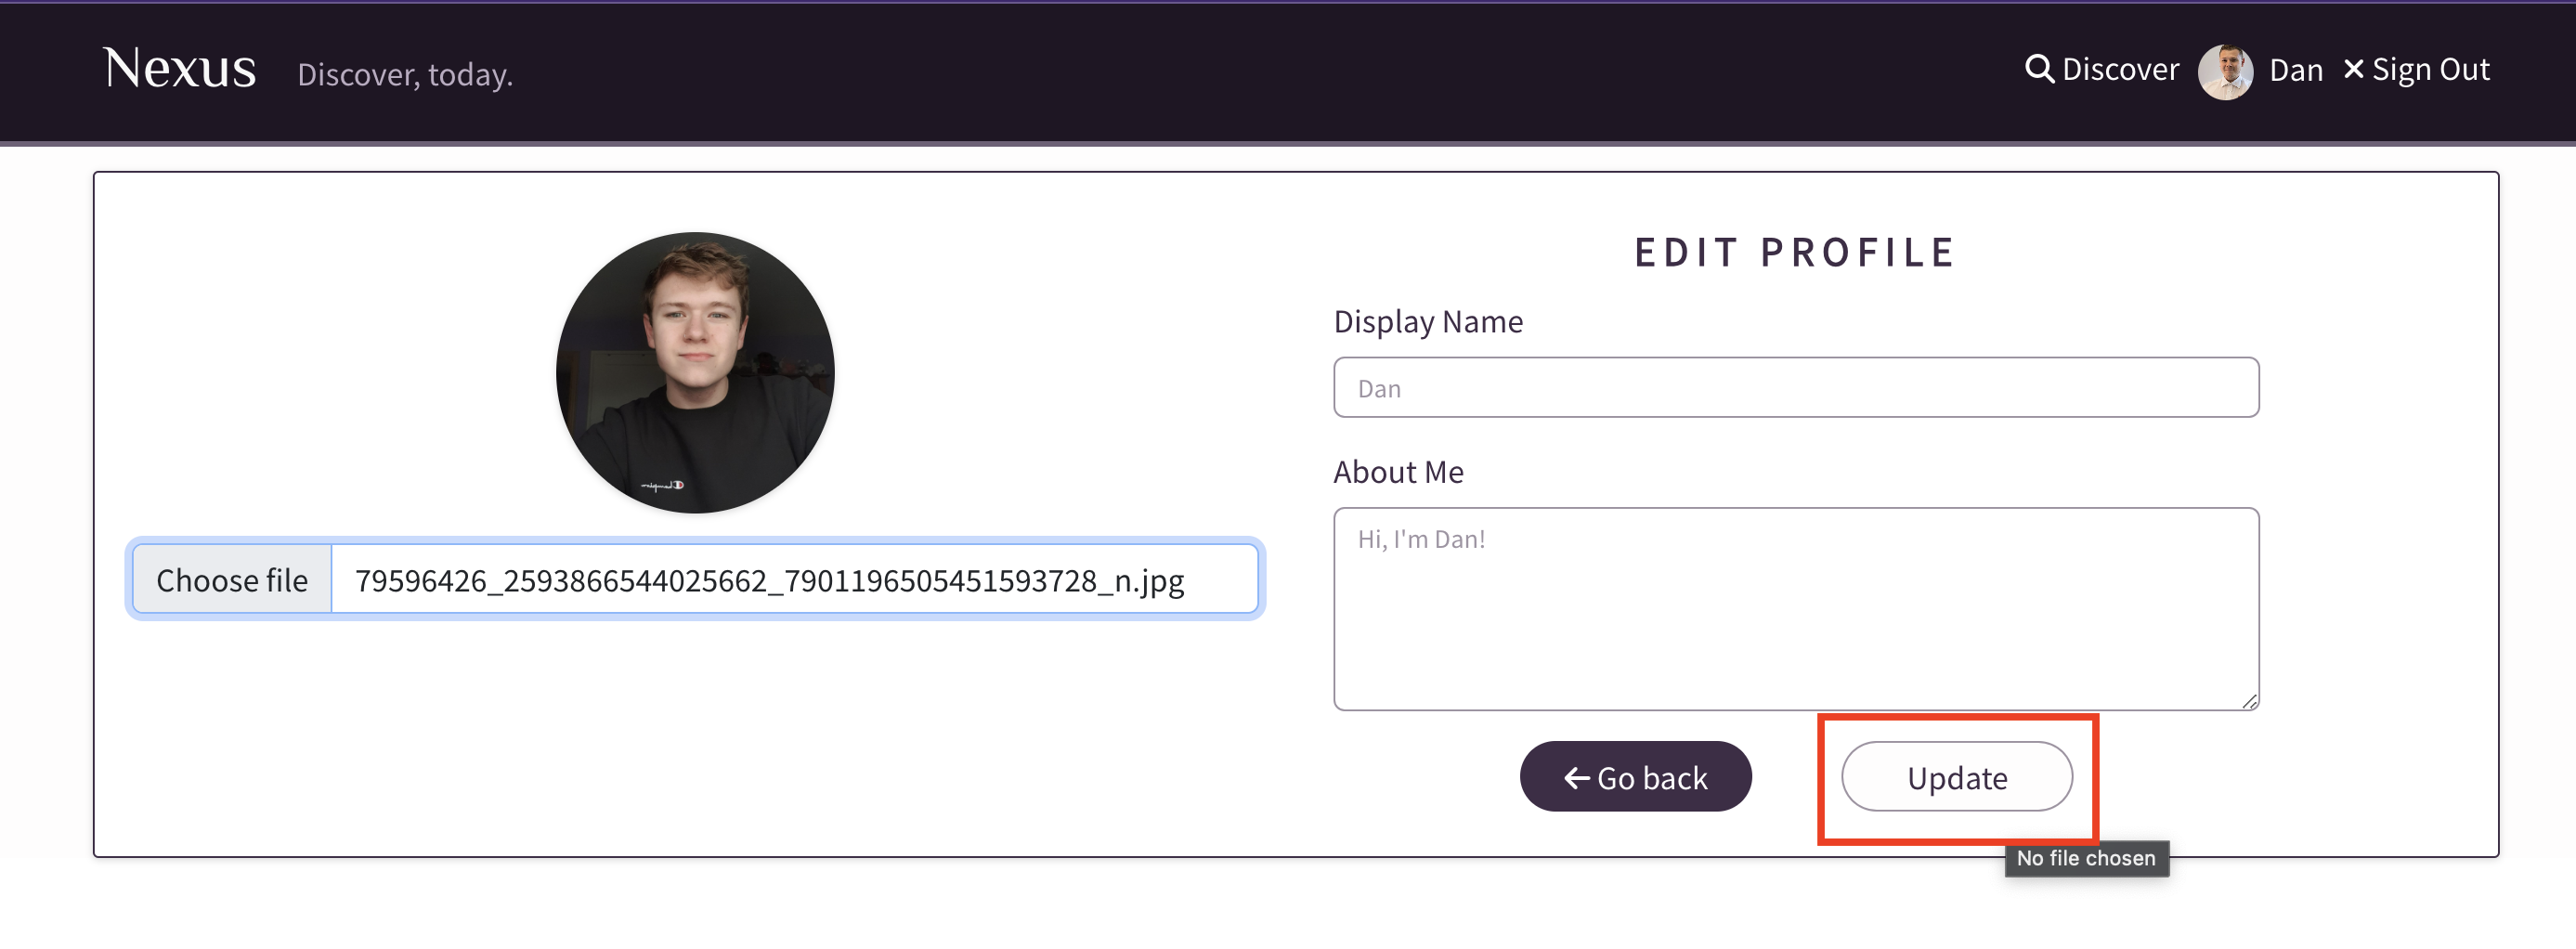 Nexus Discover, today. Discover Dan Sign Out
EDIT PROFILE
Display Name
Dan
About Me
Hi, I'm Dan!
Choose file 79596426_2593866544025662_7901196505451593728_n.jpg
Go back Update
No file chosen
Champion